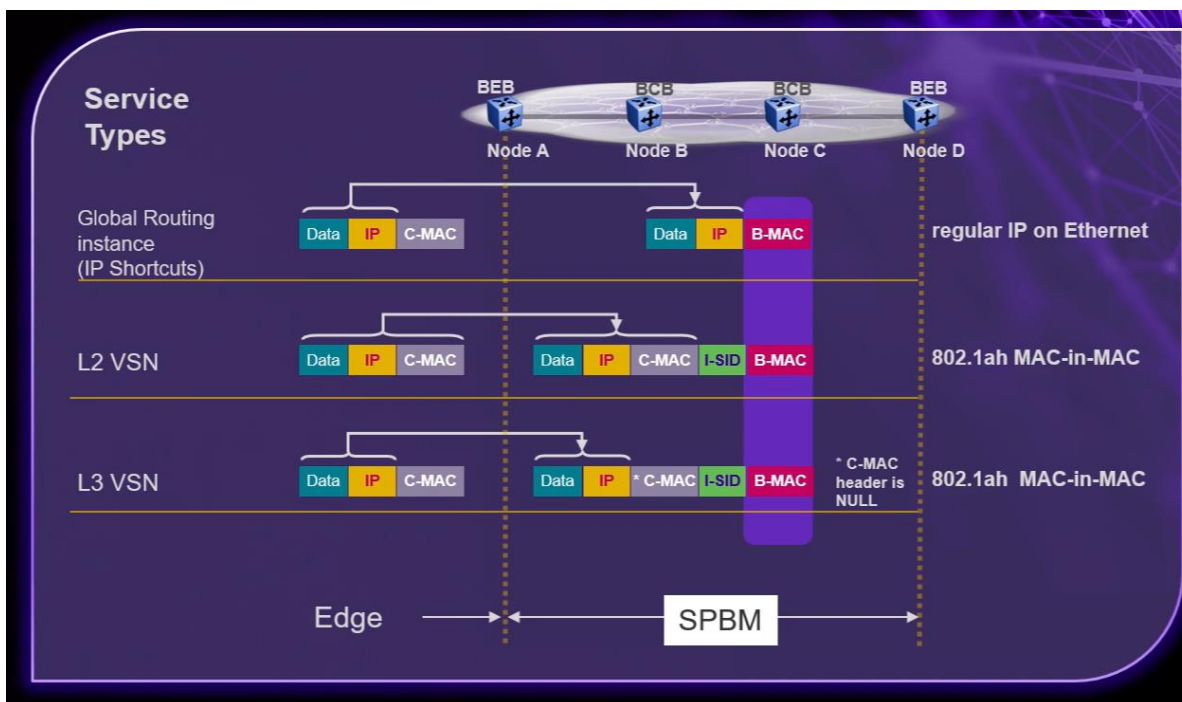 Service
Types
BEB
BCB
BCB
BEB
Node A
Node B
Node C
Node D
Global Routing
instance
(IP Shortcuts)
Data IP C-MAC
Data IP B-MAC
regular IP on Ethernet
L2 VSN
Data IP C-MAC
Data IP C-MAC I-SID B-MAC
802.1ah MAC-in-MAC
L3 VSN
Data IP C-MAC
Data IP * C-MAC I-SID B-MAC
* C-MAC
header is
NULL
802.1ah MAC-in-MAC
Edge
SPBM